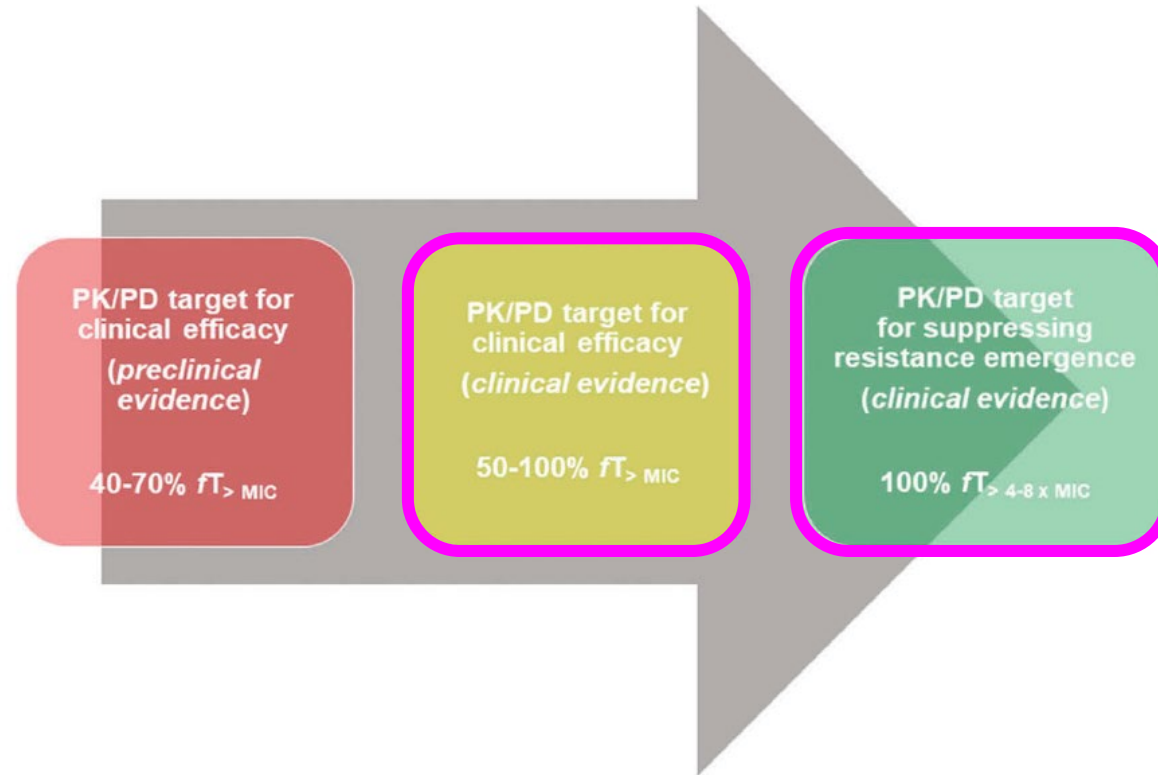 PK/PD target for
clinical efficacy
(preclinical
evidence)
40-70% fT> MIC
PK/PD target for
clinical efficacy
(clinical evidence)
50-100% fT> MIC
PK/PD target
for suppressing
resistance emergence
(clinical evidence)
100% fT> 4-8 x MIC